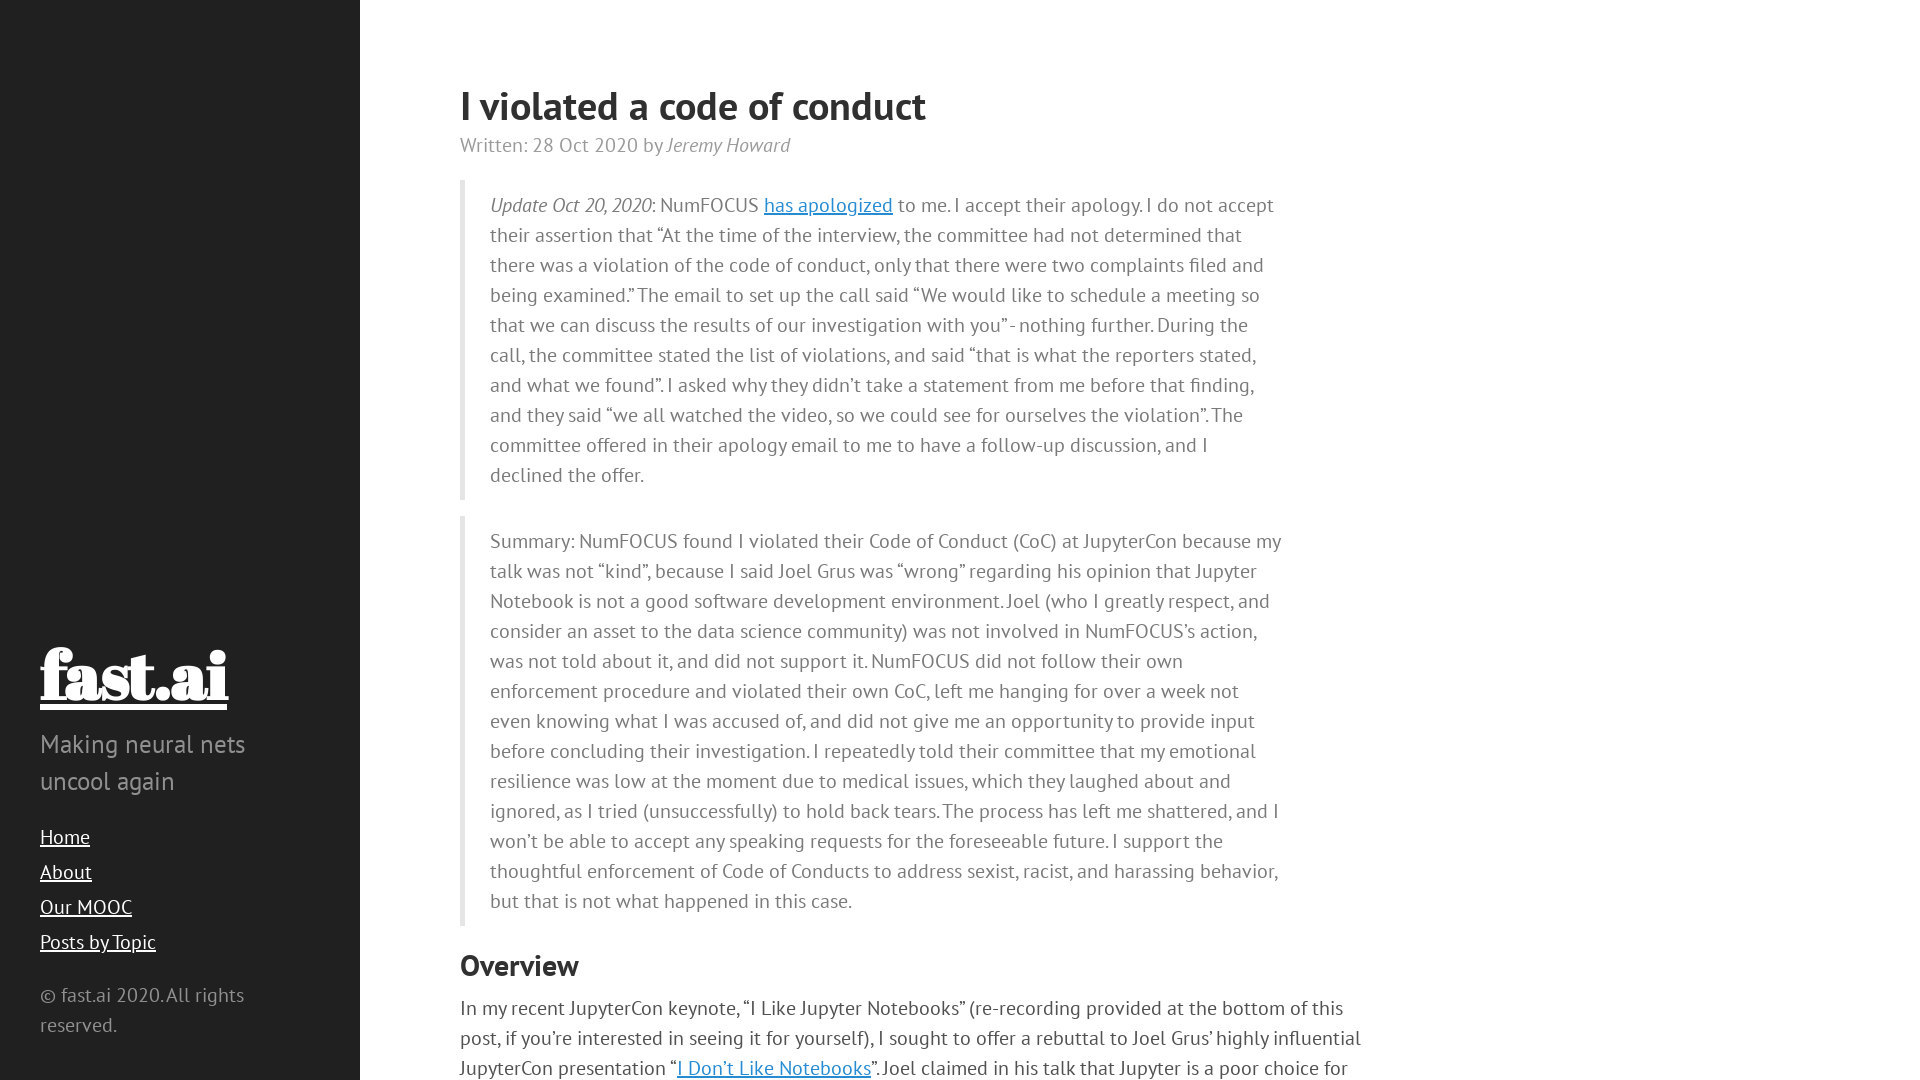 I violated a code of conduct
Written: 28 Oct 2020 by Jeremy Howard
Update Oct 20, 2020: NumFOCUS has apologized to me. I accept their apology. I do not accept
their assertion that “At the time of the interview, the committee had not determined that
there was a violation of the code of conduct, only that there were two complaints filed and
being examined.” The email to set up the call said “We would like to schedule a meeting so
that we can discuss the results of our investigation with you” - nothing further. During the
call, the committee stated the list of violations, and said “that is what the reporters stated,
and what we found”. I asked why they didn’t take a statement from me before that finding,
and they said “we all watched the video, so we could see for ourselves the violation”. The
committee offered in their apology email to me to have a follow-up discussion, and I
declined the offer.
Summary: NumFOCUS found I violated their Code of Conduct (CoC) at JupyterCon because my
talk was not “kind”, because I said Joel Grus was “wrong” regarding his opinion that Jupyter
Notebook is not a good software development environment. Joel (who I greatly respect, and
consider an asset to the data science community) was not involved in NumFOCUS’s action,
was not told about it, and did not support it. NumFOCUS did not follow their own
enforcement procedure and violated their own CoC, left me hanging for over a week not
even knowing what I was accused of, and did not give me an opportunity to provide input
before concluding their investigation. I repeatedly told their committee that my emotional
resilience was low at the moment due to medical issues, which they laughed about and
ignored, as I tried (unsuccessfully) to hold back tears. The process has left me shattered, and I
won’t be able to accept any speaking requests for the foreseeable future. I support the
thoughtful enforcement of Code of Conducts to address sexist, racist, and harassing behavior,
but that is not what happened in this case.
Overview
In my recent JupyterCon keynote, “I Like Jupyter Notebooks” (re-recording provided at the bottom of this
post, if you’re interested in seeing it for yourself), I sought to offer a rebuttal to Joel Grus’ highly influential
JupyterCon presentation “I Don’t Like Notebooks”. Joel claimed in his talk that Jupyter is a poor choice for
fast.ai
Making neural nets
uncool again
Home
About
Our MOOC
Posts by Topic
© fast.ai 2020. All rights
reserved.